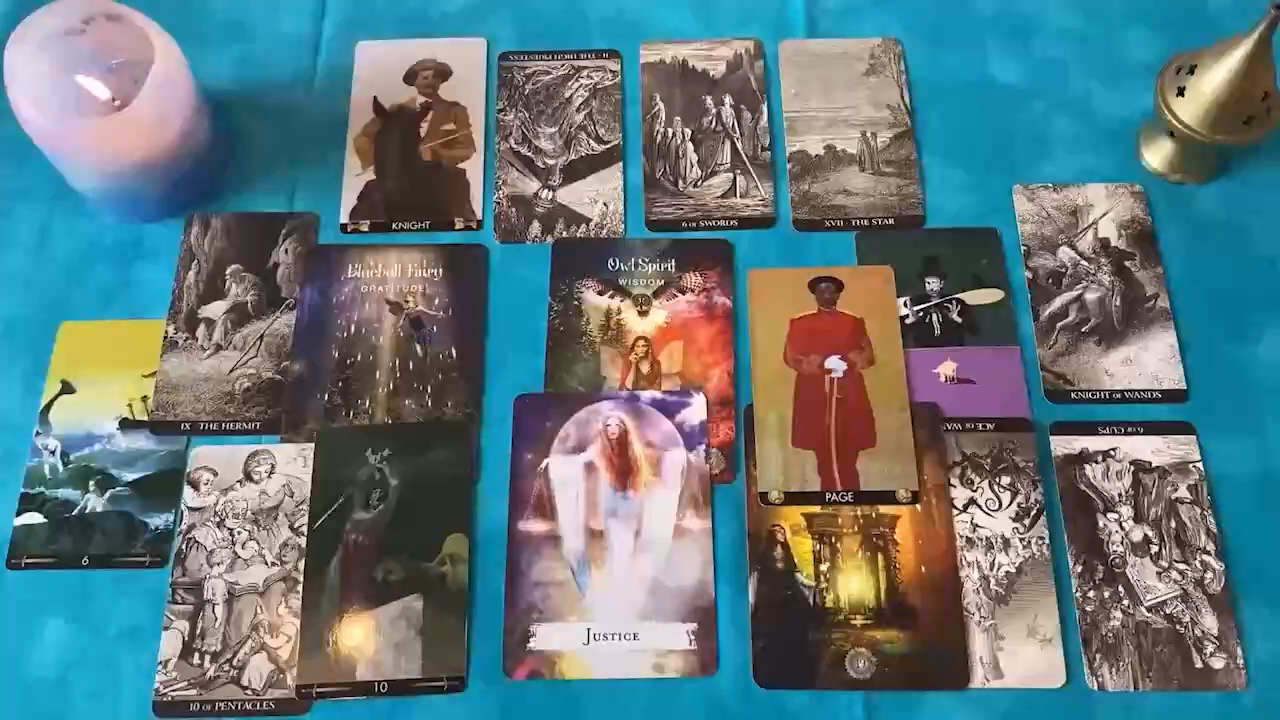 KNIGHT
II · THE HIGH PRIESTESS
6 OF SWORDS
XVII · THE STAR
IX THE HERMIT
Bluebell Fairy
GRATITUDE
Owl Spirit
WISDOM
KNIGHT OF WANDS
6
10 OF PENTACLES
10
JUSTICE
PAGE
ACE OF WA
6 OF CUPS